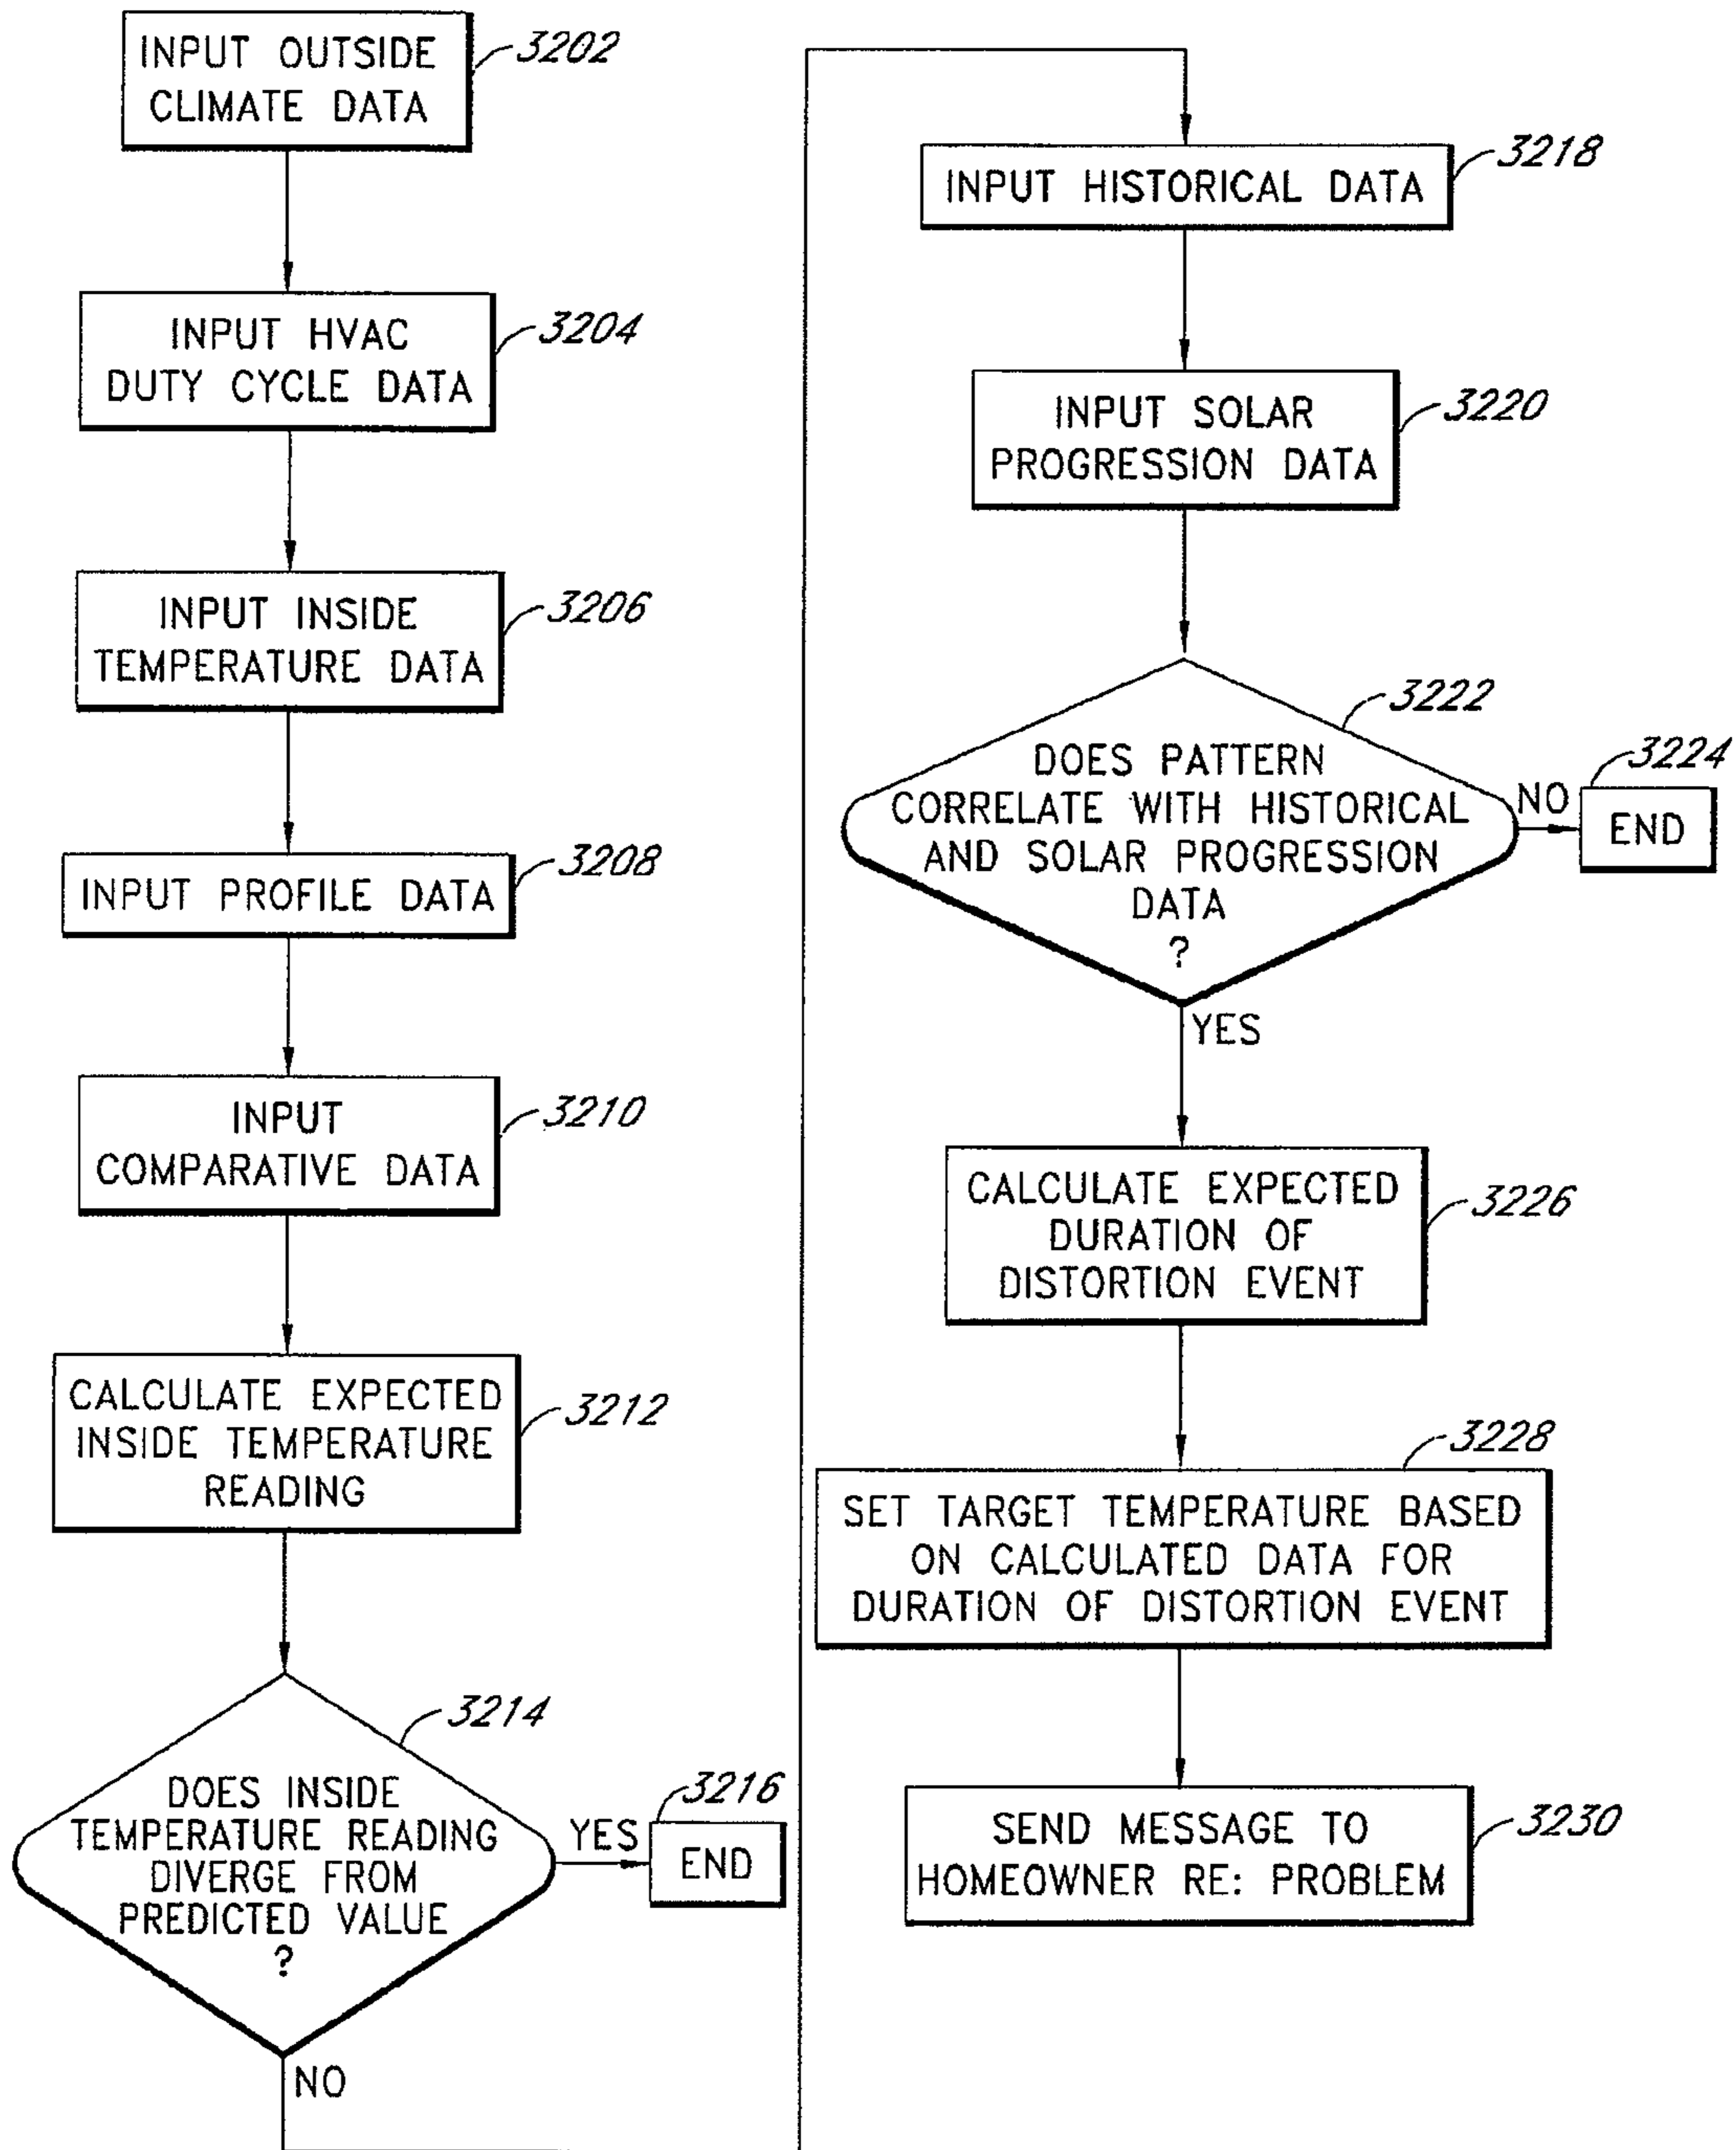 INPUT OUTSIDE
CLIMATE DATA
3202
INPUT HVAC
DUTY CYCLE DATA
3204
INPUT INSIDE
TEMPERATURE DATA
3206
INPUT PROFILE DATA
3208
INPUT
COMPARATIVE DATA
3210
CALCULATE EXPECTED
INSIDE TEMPERATURE
READING
3212
3214
DOES INSIDE
TEMPERATURE READING
DIVERGE FROM
PREDICTED VALUE
?
YES
3216
END
NO
INPUT HISTORICAL DATA
3218
INPUT SOLAR
PROGRESSION DATA
3220
3222
DOES PATTERN
CORRELATE WITH HISTORICAL
AND SOLAR PROGRESSION
DATA
?
NO
3224
END
YES
CALCULATE EXPECTED
DURATION OF
DISTORTION EVENT
3226
3228
SET TARGET TEMPERATURE BASED
ON CALCULATED DATA FOR
DURATION OF DISTORTION EVENT
SEND MESSAGE TO
HOMEOWNER RE: PROBLEM
3230